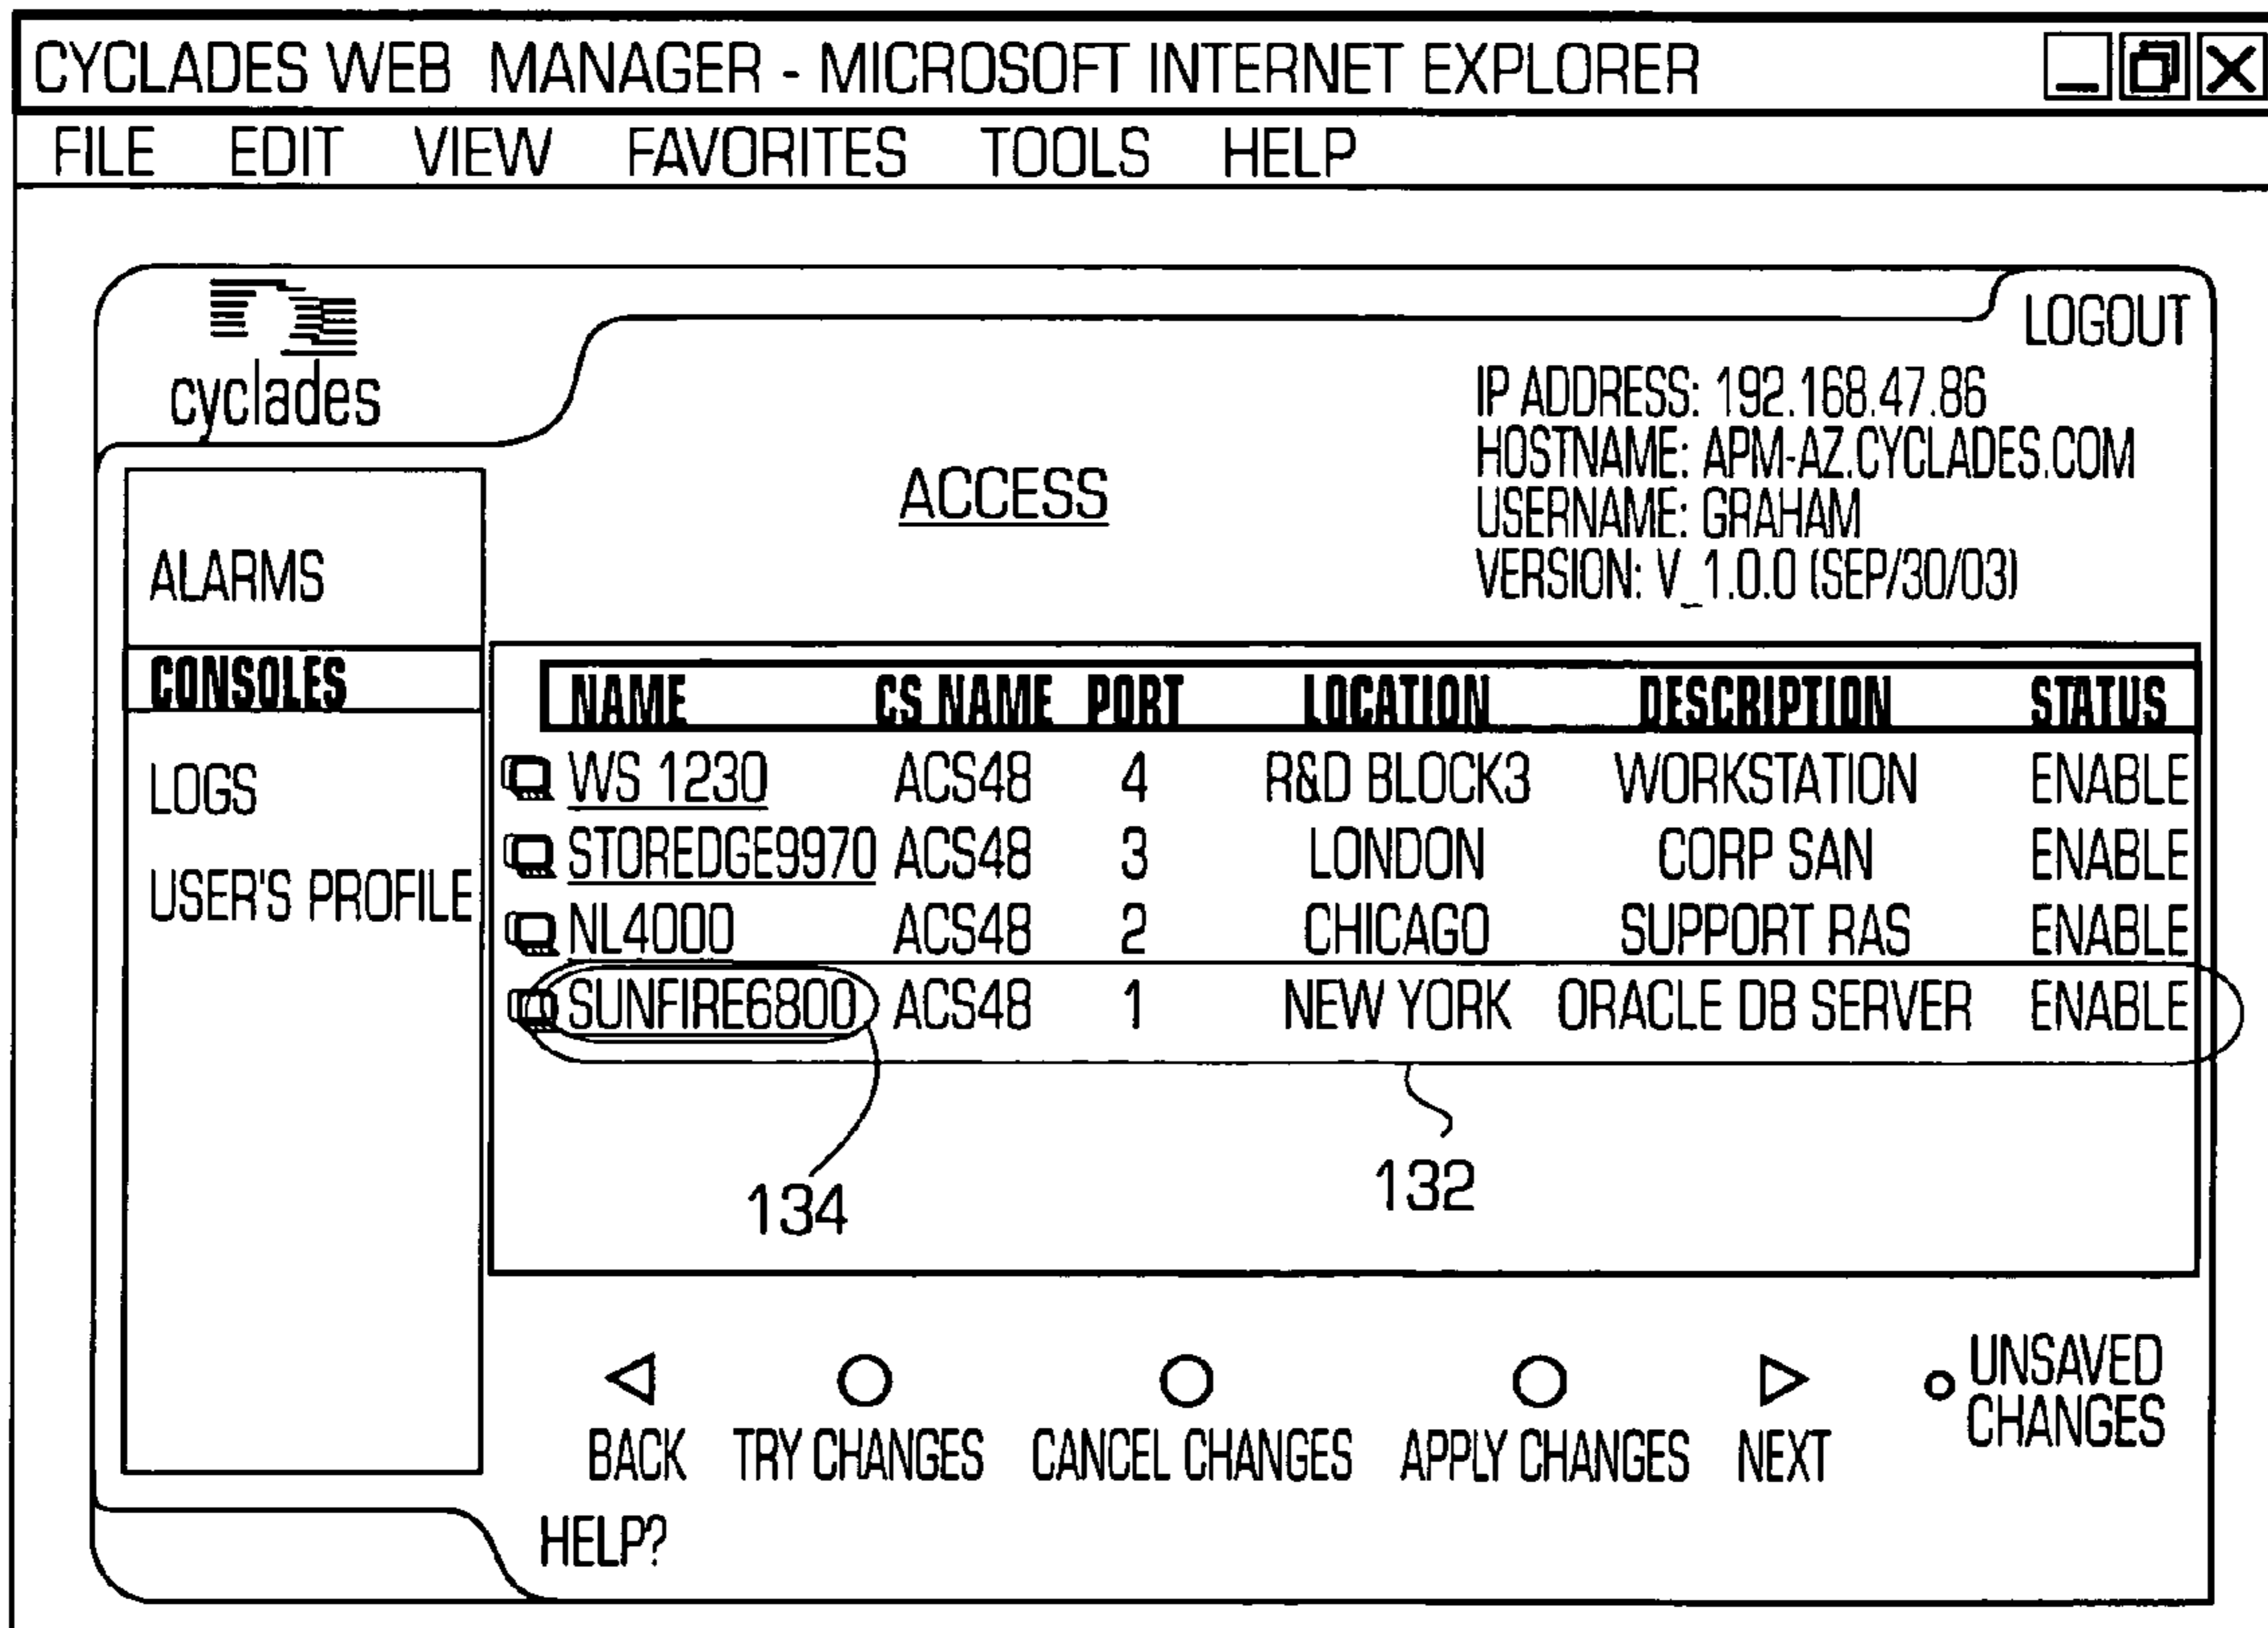 CYCLADES WEB MANAGER - MICROSOFT INTERNET EXPLORER
FILE EDIT VIEW FAVORITES TOOLS HELP
cyclades
LOGOUT
IP ADDRESS: 192.168.47.86
HOSTNAME: APM-AZ.CYCLADES.COM
USERNAME: GRAHAM
VERSION: V_1.0.0 (SEP/30/03)
ACCESS
ALARMS
CONSOLES
LOGS
USER'S PROFILE
NAME CS NAME PORT LOCATION DESCRIPTION STATUS
WS 1230 ACS48 4 R&D BLOCK3 WORKSTATION ENABLE
STOREDGE9970 ACS48 3 LONDON CORP SAN ENABLE
NL4000 ACS48 2 CHICAGO SUPPORT RAS ENABLE
SUNFIRE6800 ACS48 1 NEW YORK ORACLE DB SERVER ENABLE
134
132
BACK TRY CHANGES CANCEL CHANGES APPLY CHANGES NEXT
UNSAVED
CHANGES
HELP?